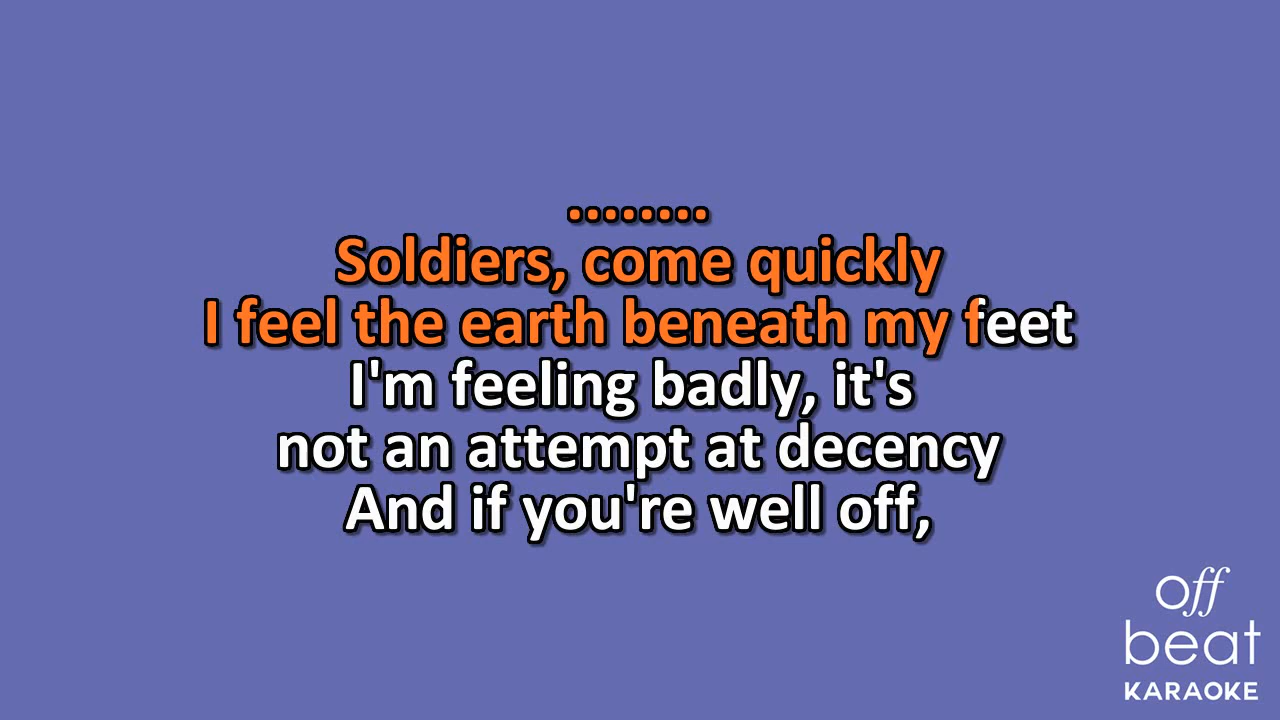 ........
Soldiers, come quickly
I feel the earth beneath my feet
I'm feeling badly, it's
not an attempt at decency
And if you're well off,
off
beat
KARAOKE